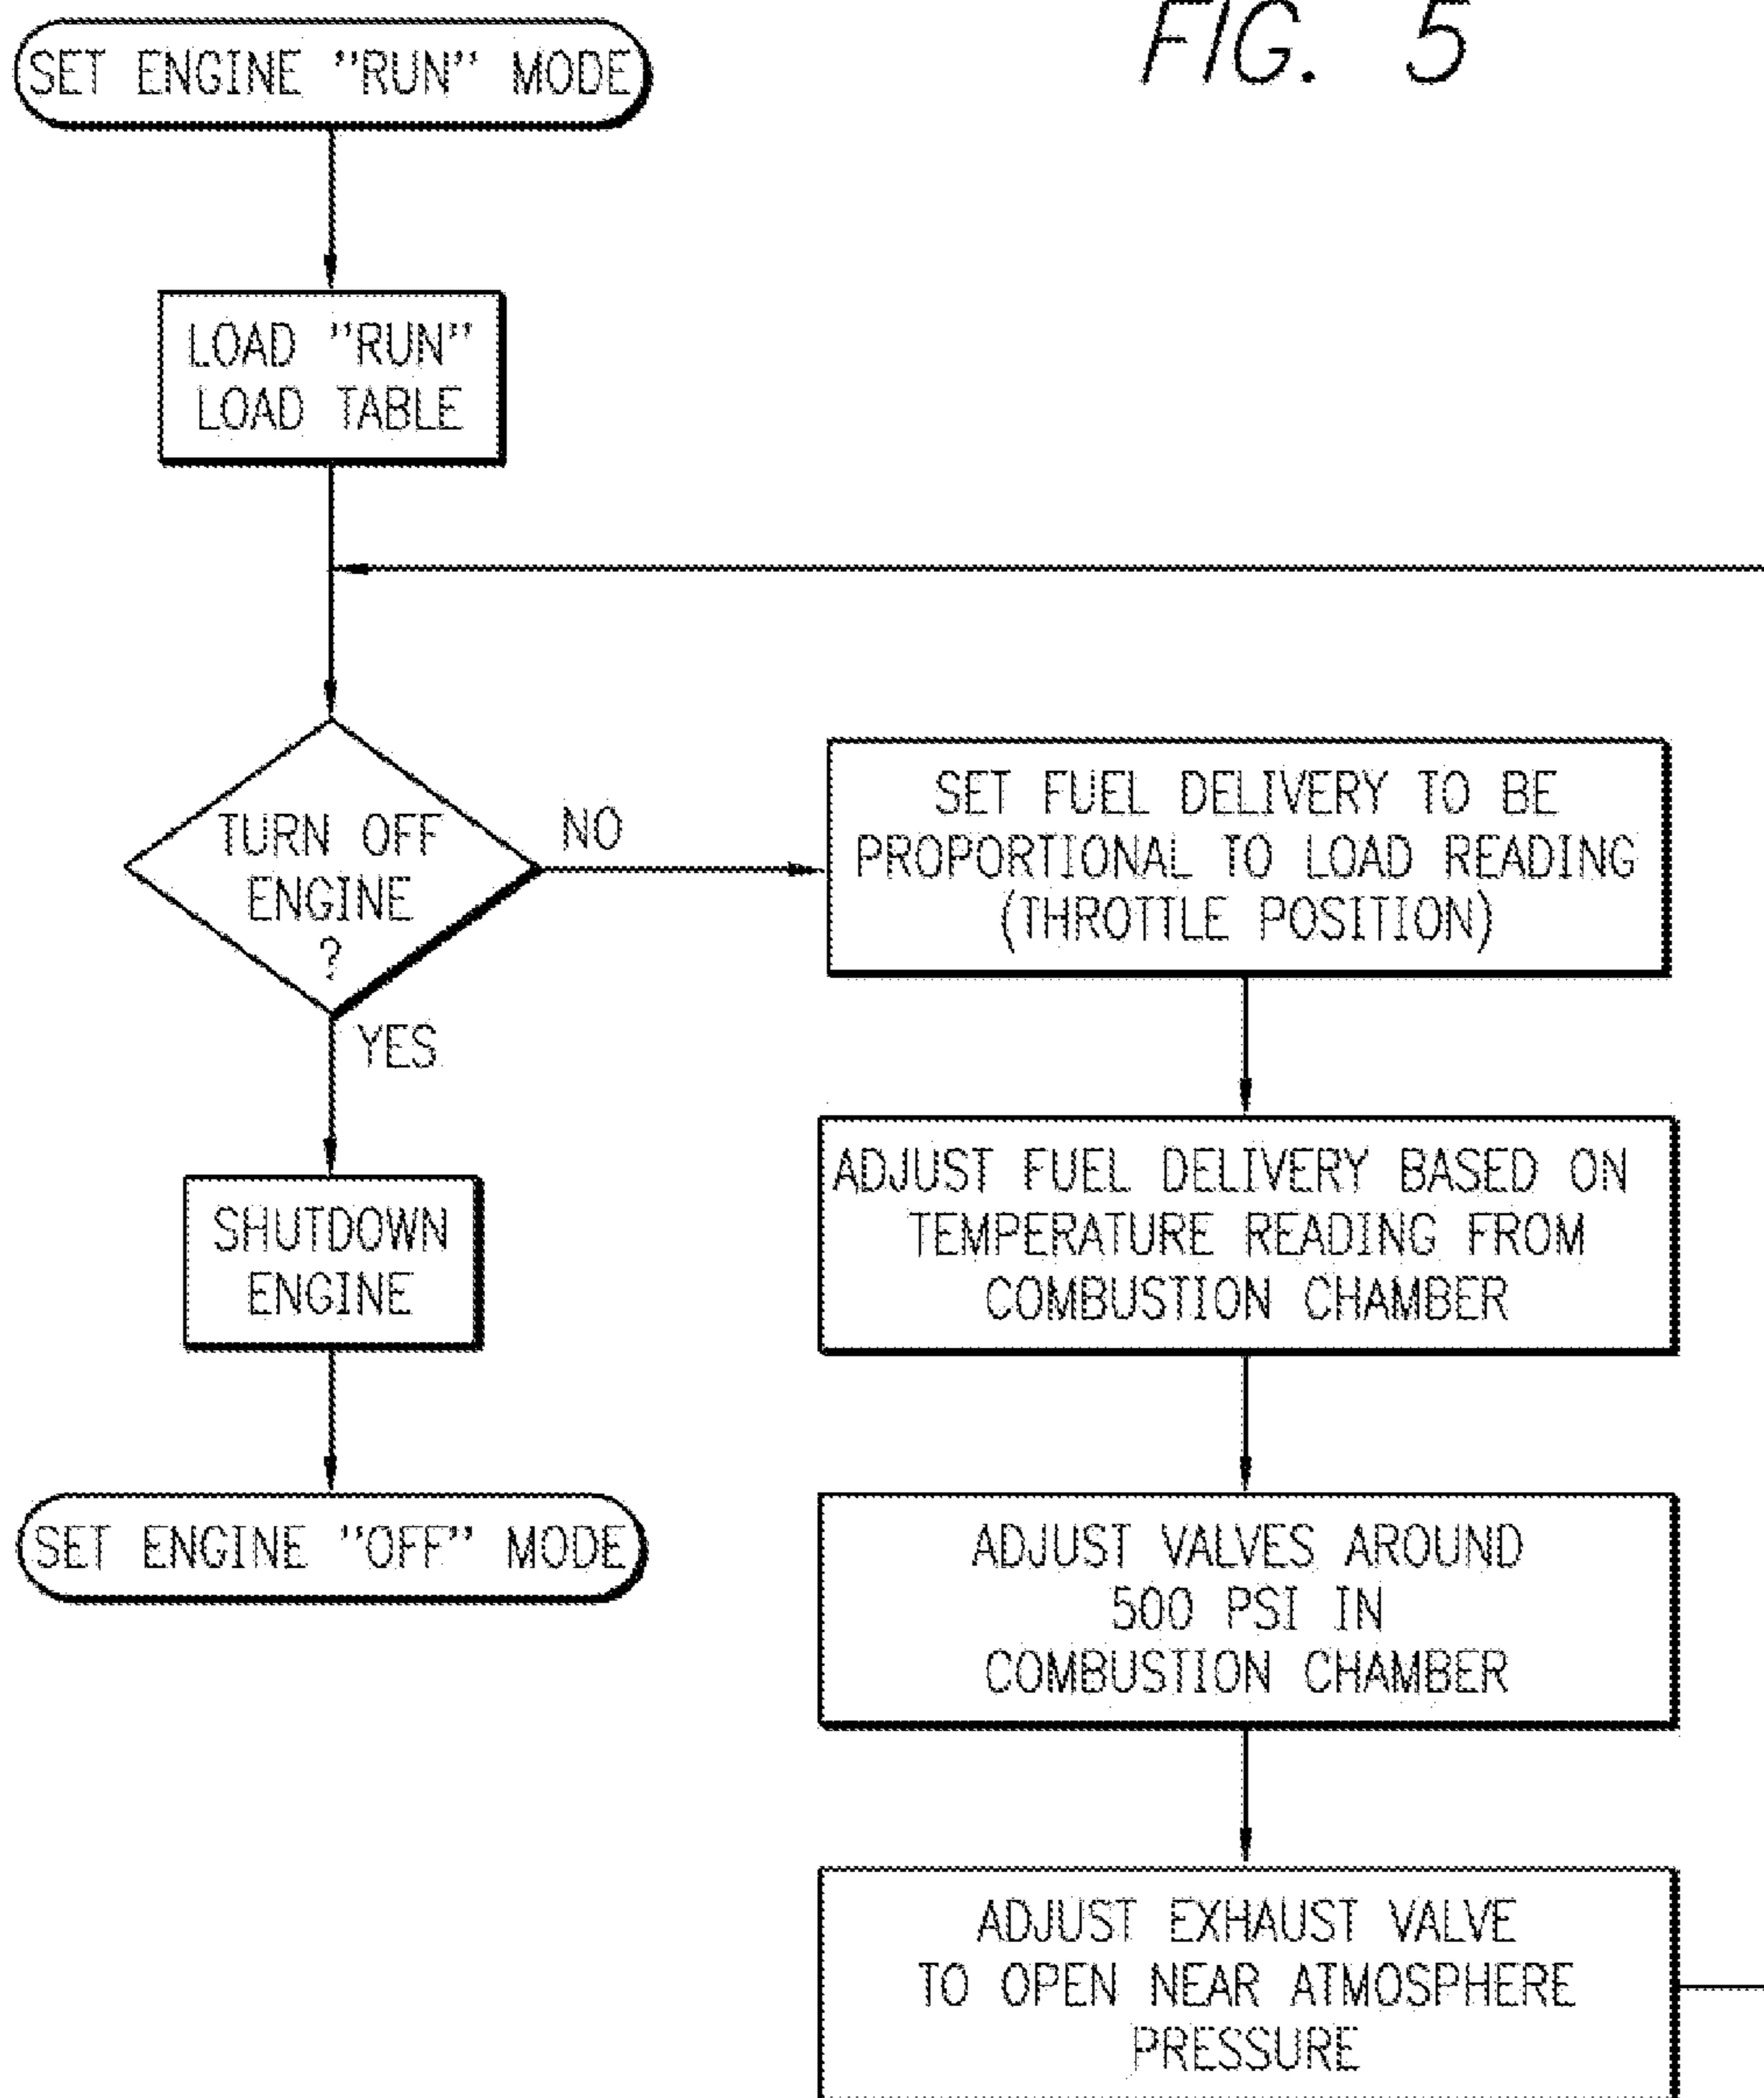 FIG. 5
SET ENGINE "RUN" MODE
LOAD "RUN"
LOAD TABLE
TURN OFF
ENGINE
?
NO
YES
SHUTDOWN
ENGINE
SET ENGINE "OFF" MODE
SET FUEL DELIVERY TO BE
PROPORTIONAL TO LOAD READING
(THROTTLE POSITION)
ADJUST FUEL DELIVERY BASED ON
TEMPERATURE READING FROM
COMBUSTION CHAMBER
ADJUST VALVES AROUND
500 PSI IN
COMBUSTION CHAMBER
ADJUST EXHAUST VALVE
TO OPEN NEAR ATMOSPHERE
PRESSURE